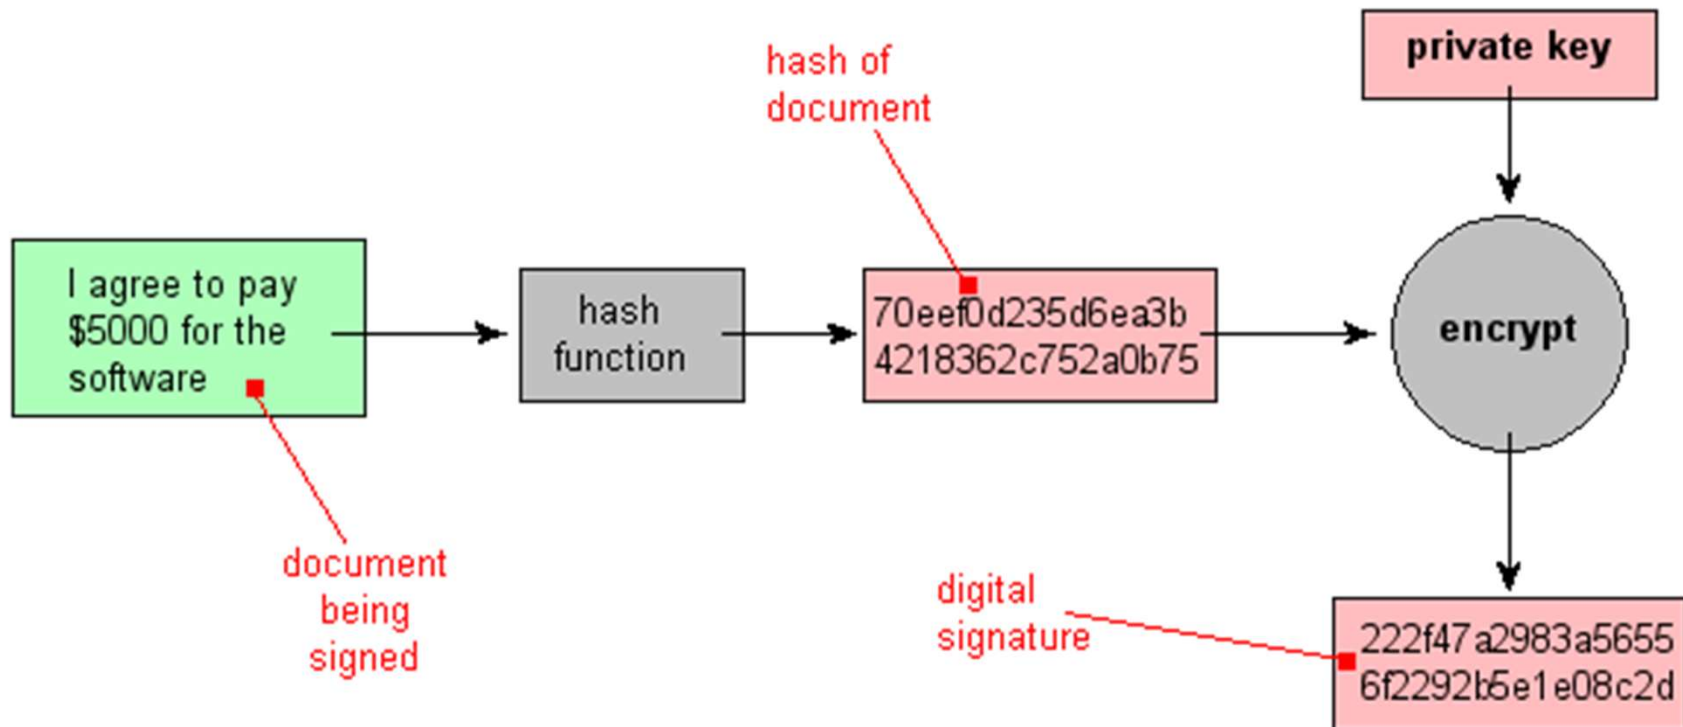 hash of
document
private key
I agree to pay
$5000 for the
software
hash
function
70eef0d235d6ea3b
4218362c752a0b75
encrypt
document
being
signed
digital
signature
222f47a2983a5655
6f2292b5e1e08c2d